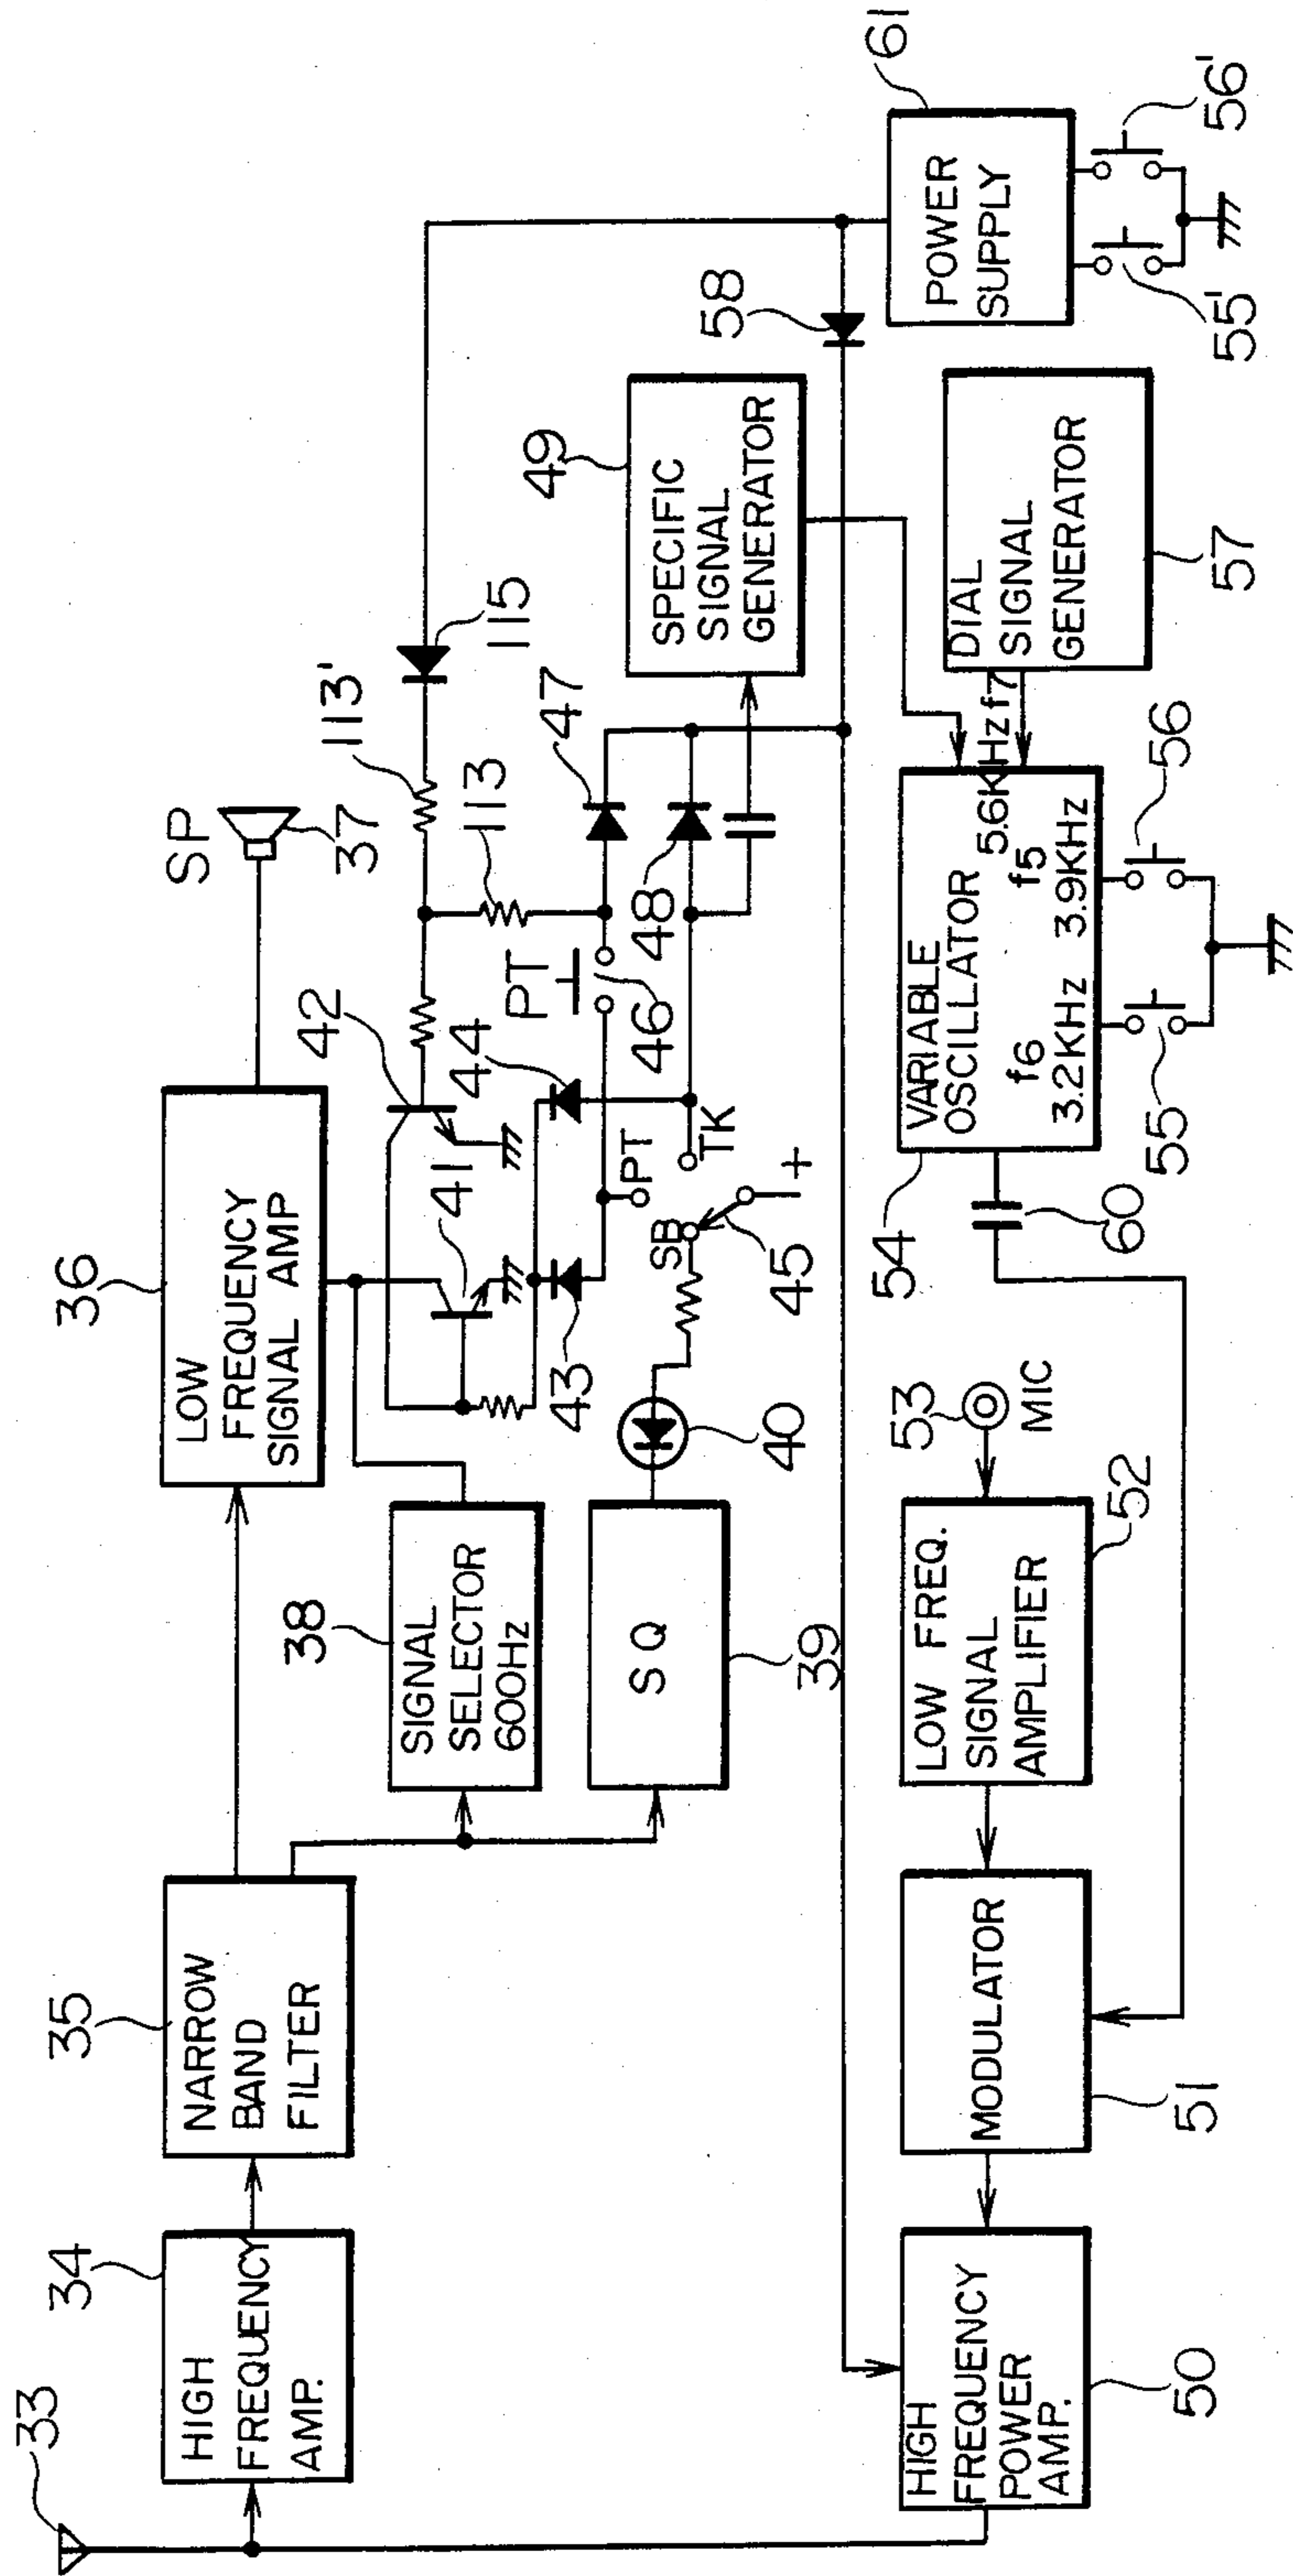 33
34
HIGH
FREQUENCY
AMP.
35
NARROW
BAND
FILTER
36
LOW
FREQUENCY
SIGNAL AMP
SP
37
38
SIGNAL
SELECTOR
600Hz
SQ
39
40
41
42
43
44
PT
46
PT
TK
SB
45
+
113'
113
115
47
48
49
SPECIFIC
SIGNAL
GENERATOR
58
61
POWER
SUPPLY
55'
56'
HIGH
FREQUENCY
POWER
AMP.
50
MODULATOR
51
LOW FREQ.
SIGNAL
AMPLIFIER
52
53
MIC
60
54
VARIABLE
OSCILLATOR
f6
3.2KHz
f5
3.9KHz
5.6KHz f7
55
56
DIAL
SIGNAL
GENERATOR
57